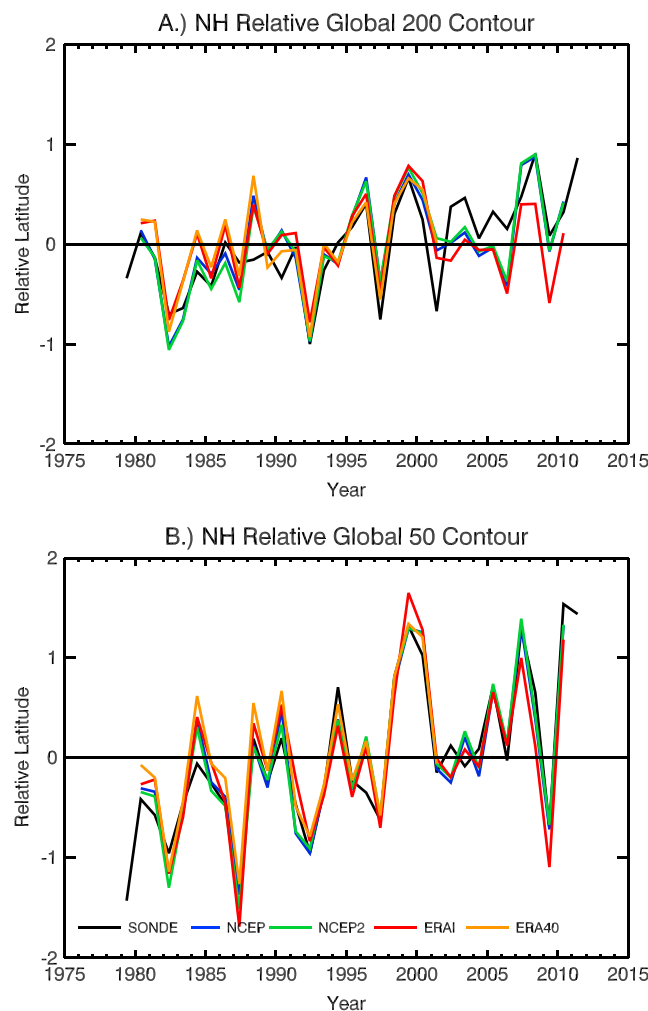 A.) NH Relative Global 200 Contour
2
1
0
-1
-2
Relative Latitude
1975 1980 1985 1990 1995 2000 2005 2010 2015
Year
B.) NH Relative Global 50 Contour
2
1
0
-1
-2
Relative Latitude
SONDE NCEP NCEP2 ERAI ERA40
1975 1980 1985 1990 1995 2000 2005 2010 2015
Year